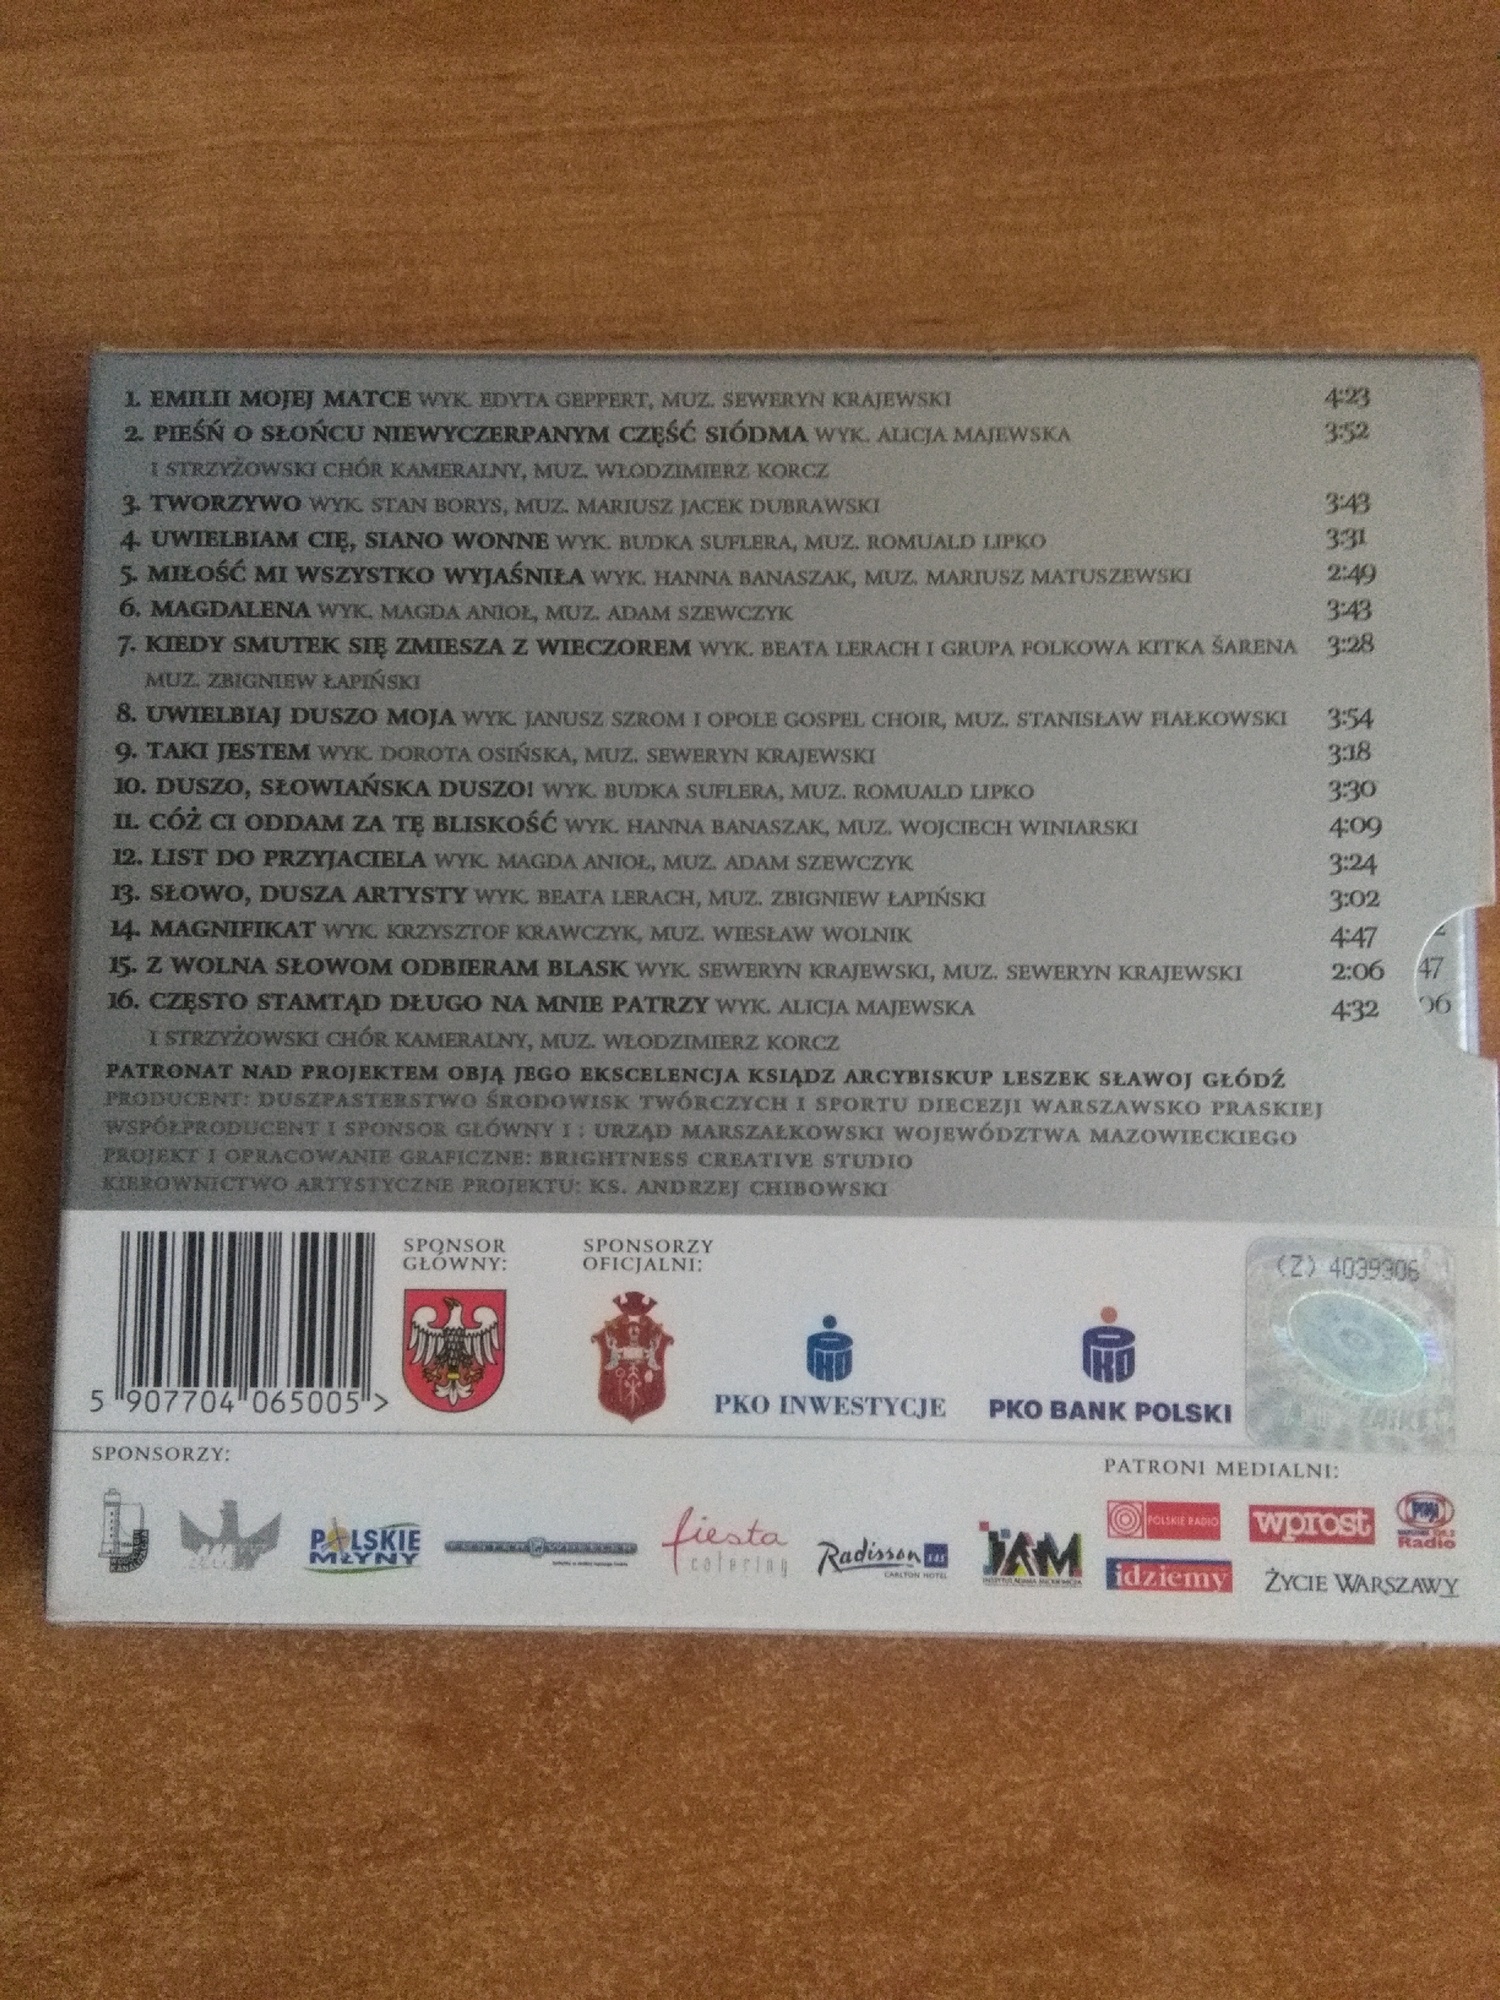 1. EMILII MOJEJ MATCE WYK. EDYTA GEPPERT, MUZ. SEWERYN KRAJEWSKI 4:23
2. PIEŚŃ O SŁOŃCU NIEWYCZERPANYM CZĘŚĆ SIÓDMA WYK. ALICJA MAJEWSKA 3:52
I STRZYŻOWSKI CHÓR KAMERALNY, MUZ. WŁODZIMIERZ KORCZ
3. TWORZYWO WYK. STAN BORYS, MUZ. MARIUSZ JACEK DUBRAWSKI 3:43
4. UWIELBIAM CIĘ, SIANO WONNE WYK. BUDKA SUFLERA, MUZ. ROMUALD LIPKO 3:31
5. MIŁOŚĆ MI WSZYSTKO WYJAŚNIŁA WYK. HANNA BANASZAK, MUZ. MARIUSZ MATUSZEWSKI 2:49
6. MAGDALENA WYK. MAGDA ANIOŁ, MUZ. ADAM SZEWCZYK 3:43
7. KIEDY SMUTEK SIĘ ZMIESZA Z WIECZOREM WYK. BEATA LERACH I GRUPA FOLKOWA KITKA ŠARENA 3:28
MUZ. ZBIGNIEW ŁAPIŃSKI
8. UWIELBIAJ DUSZO MOJA WYK. JANUSZ SZROM I OPOLE GOSPEL CHOIR, MUZ. STANISŁAW FIAŁKOWSKI 3:54
9. TAKI JESTEM WYK. DOROTA OSIŃSKA, MUZ. SEWERYN KRAJEWSKI 3:18
10. DUSZO, SŁOWIAŃSKA DUSZO! WYK. BUDKA SUFLERA, MUZ. ROMUALD LIPKO 3:30
11. CÓŻ CI ODDAM ZA TĘ BLISKOŚĆ WYK. HANNA BANASZAK, MUZ. WOJCIECH WINIARSKI 4:09
12. LIST DO PRZYJACIELA WYK. MAGDA ANIOŁ, MUZ. ADAM SZEWCZYK 3:24
13. SŁOWO, DUSZA ARTYSTY WYK. BEATA LERACH, MUZ. ZBIGNIEW ŁAPIŃSKI 3:02
14. MAGNIFIKAT WYK. KRZYSZTOF KRAWCZYK, MUZ. WIESŁAW WOLNIK 4:47
15. Z WOLNA SŁOWOM ODBIERAM BLASK WYK. SEWERYN KRAJEWSKI, MUZ. SEWERYN KRAJEWSKI 2:06 47
16. CZĘSTO STAMTĄD DŁUGO NA MNIE PATRZY WYK. ALICJA MAJEWSKA 4:32 06
I STRZYŻOWSKI CHÓR KAMERALNY, MUZ. WŁODZIMIERZ KORCZ
PATRONAT NAD PROJEKTEM OBJĄ JEGO EKSCELENCJA KSIĄDZ ARCYBISKUP LESZEK SŁAWOJ GŁÓDŹ
PRODUCENT: DUSZPASTERSTWO ŚRODOWISK TWÓRCZYCH I SPORTU DIECEZJI WARSZAWSKO PRASKIEJ
WSPÓŁPRODUCENT I SPONSOR GŁÓWNY I : URZĄD MARSZAŁKOWSKI WOJEWÓDZTWA MAZOWIECKIEGO
PROJEKT I OPRACOWANIE GRAFICZNE: BRIGHTNESS CREATIVE STUDIO
KIEROWNICTWO ARTYSTYCZNE PROJEKTU: KS. ANDRZEJ CHIBOWSKI
SPONSOR
GŁÓWNY:
SPONSORZY
OFICJALNI:
(Z) 4039306
PKO INWESTYCJE
PKO BANK POLSKI
5 907704 065005 >
SPONSORZY:
PATRONI MEDIALNI:
POLSKIE
MŁYNY
fiesta
catering
Radisson SAS
CARLTON HOTEL
IAM
INSTYTUT ADAMA MICKIEWICZA
POLSKIE RADIO
wprost
Radio
idziemy
ŻYCIE WARSZAWY